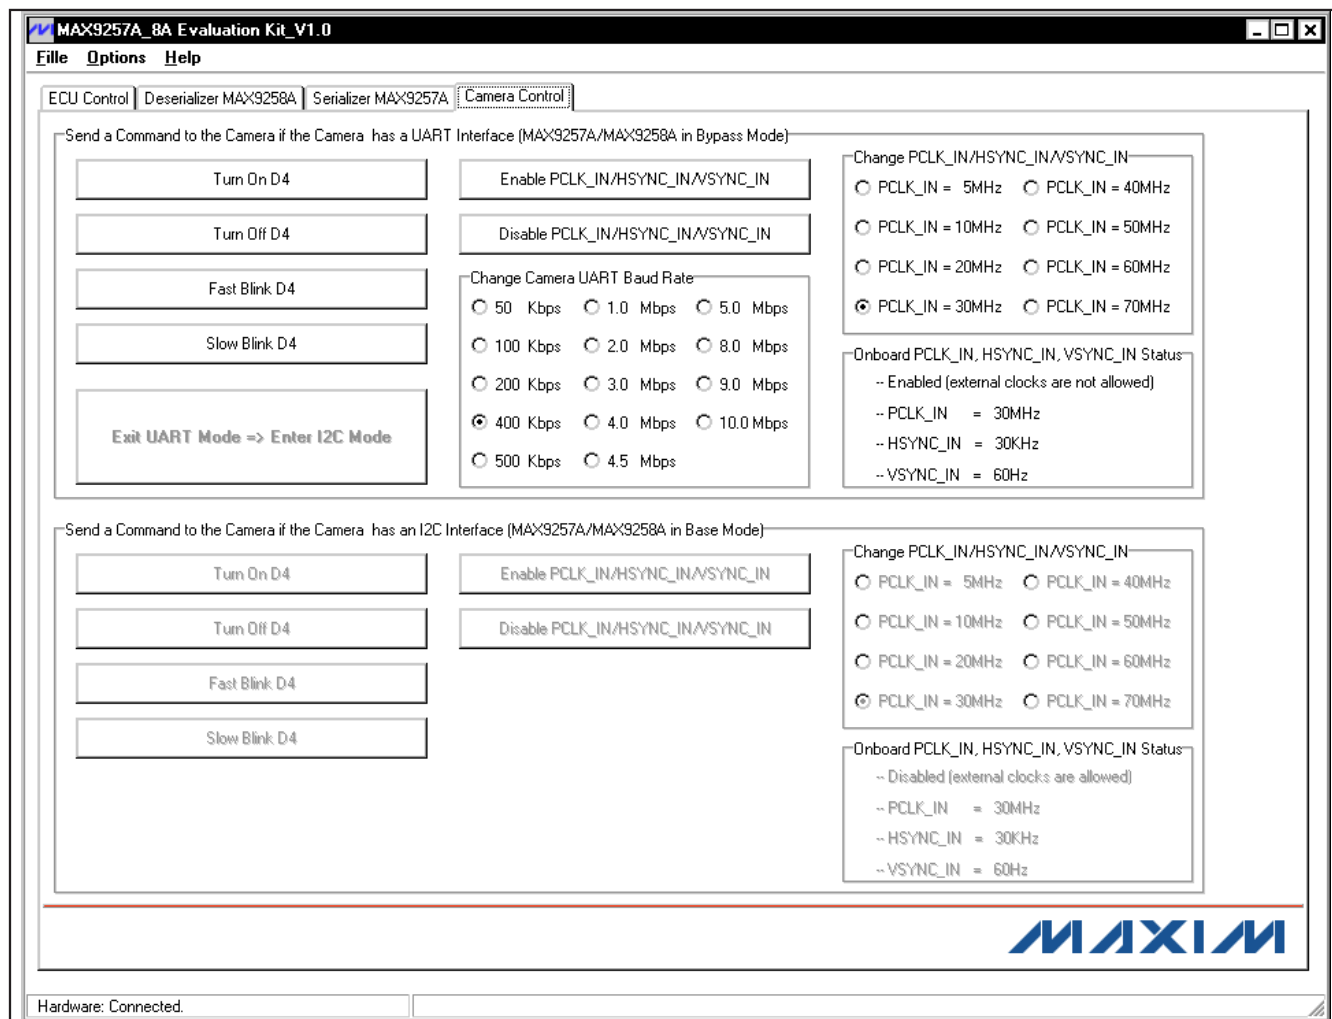 MAX9257A_8A Evaluation Kit_V1.0
Fille Options Help
ECU Control Deserializer MAX9258A Serializer MAX9257A Camera Control
Send a Command to the Camera if the Camera has a UART Interface (MAX9257A/MAX9258A in Bypass Mode)
Turn On D4
Turn Off D4
Fast Blink D4
Slow Blink D4
Exit UART Mode => Enter I2C Mode
Enable PCLK_IN/HSYNC_IN/VSYNC_IN
Disable PCLK_IN/HSYNC_IN/VSYNC_IN
Change Camera UART Baud Rate
50 Kbps 1.0 Mbps 5.0 Mbps
100 Kbps 2.0 Mbps 8.0 Mbps
200 Kbps 3.0 Mbps 9.0 Mbps
400 Kbps 4.0 Mbps 10.0 Mbps
500 Kbps 4.5 Mbps
Change PCLK_IN/HSYNC_IN/VSYNC_IN
PCLK_IN = 5MHz PCLK_IN = 40MHz
PCLK_IN = 10MHz PCLK_IN = 50MHz
PCLK_IN = 20MHz PCLK_IN = 60MHz
PCLK_IN = 30MHz PCLK_IN = 70MHz
Onboard PCLK_IN, HSYNC_IN, VSYNC_IN Status
-- Enabled (external clocks are not allowed)
-- PCLK_IN = 30MHz
-- HSYNC_IN = 30KHz
-- VSYNC_IN = 60Hz
Send a Command to the Camera if the Camera has an I2C Interface (MAX9257A/MAX9258A in Base Mode)
Turn On D4
Turn Off D4
Fast Blink D4
Slow Blink D4
Enable PCLK_IN/HSYNC_IN/VSYNC_IN
Disable PCLK_IN/HSYNC_IN/VSYNC_IN
Change PCLK_IN/HSYNC_IN/VSYNC_IN
PCLK_IN = 5MHz PCLK_IN = 40MHz
PCLK_IN = 10MHz PCLK_IN = 50MHz
PCLK_IN = 20MHz PCLK_IN = 60MHz
PCLK_IN = 30MHz PCLK_IN = 70MHz
Onboard PCLK_IN, HSYNC_IN, VSYNC_IN Status
-- Disabled (external clocks are allowed)
-- PCLK_IN = 30MHz
-- HSYNC_IN = 30KHz
-- VSYNC_IN = 60Hz
MAXIM
Hardware: Connected.